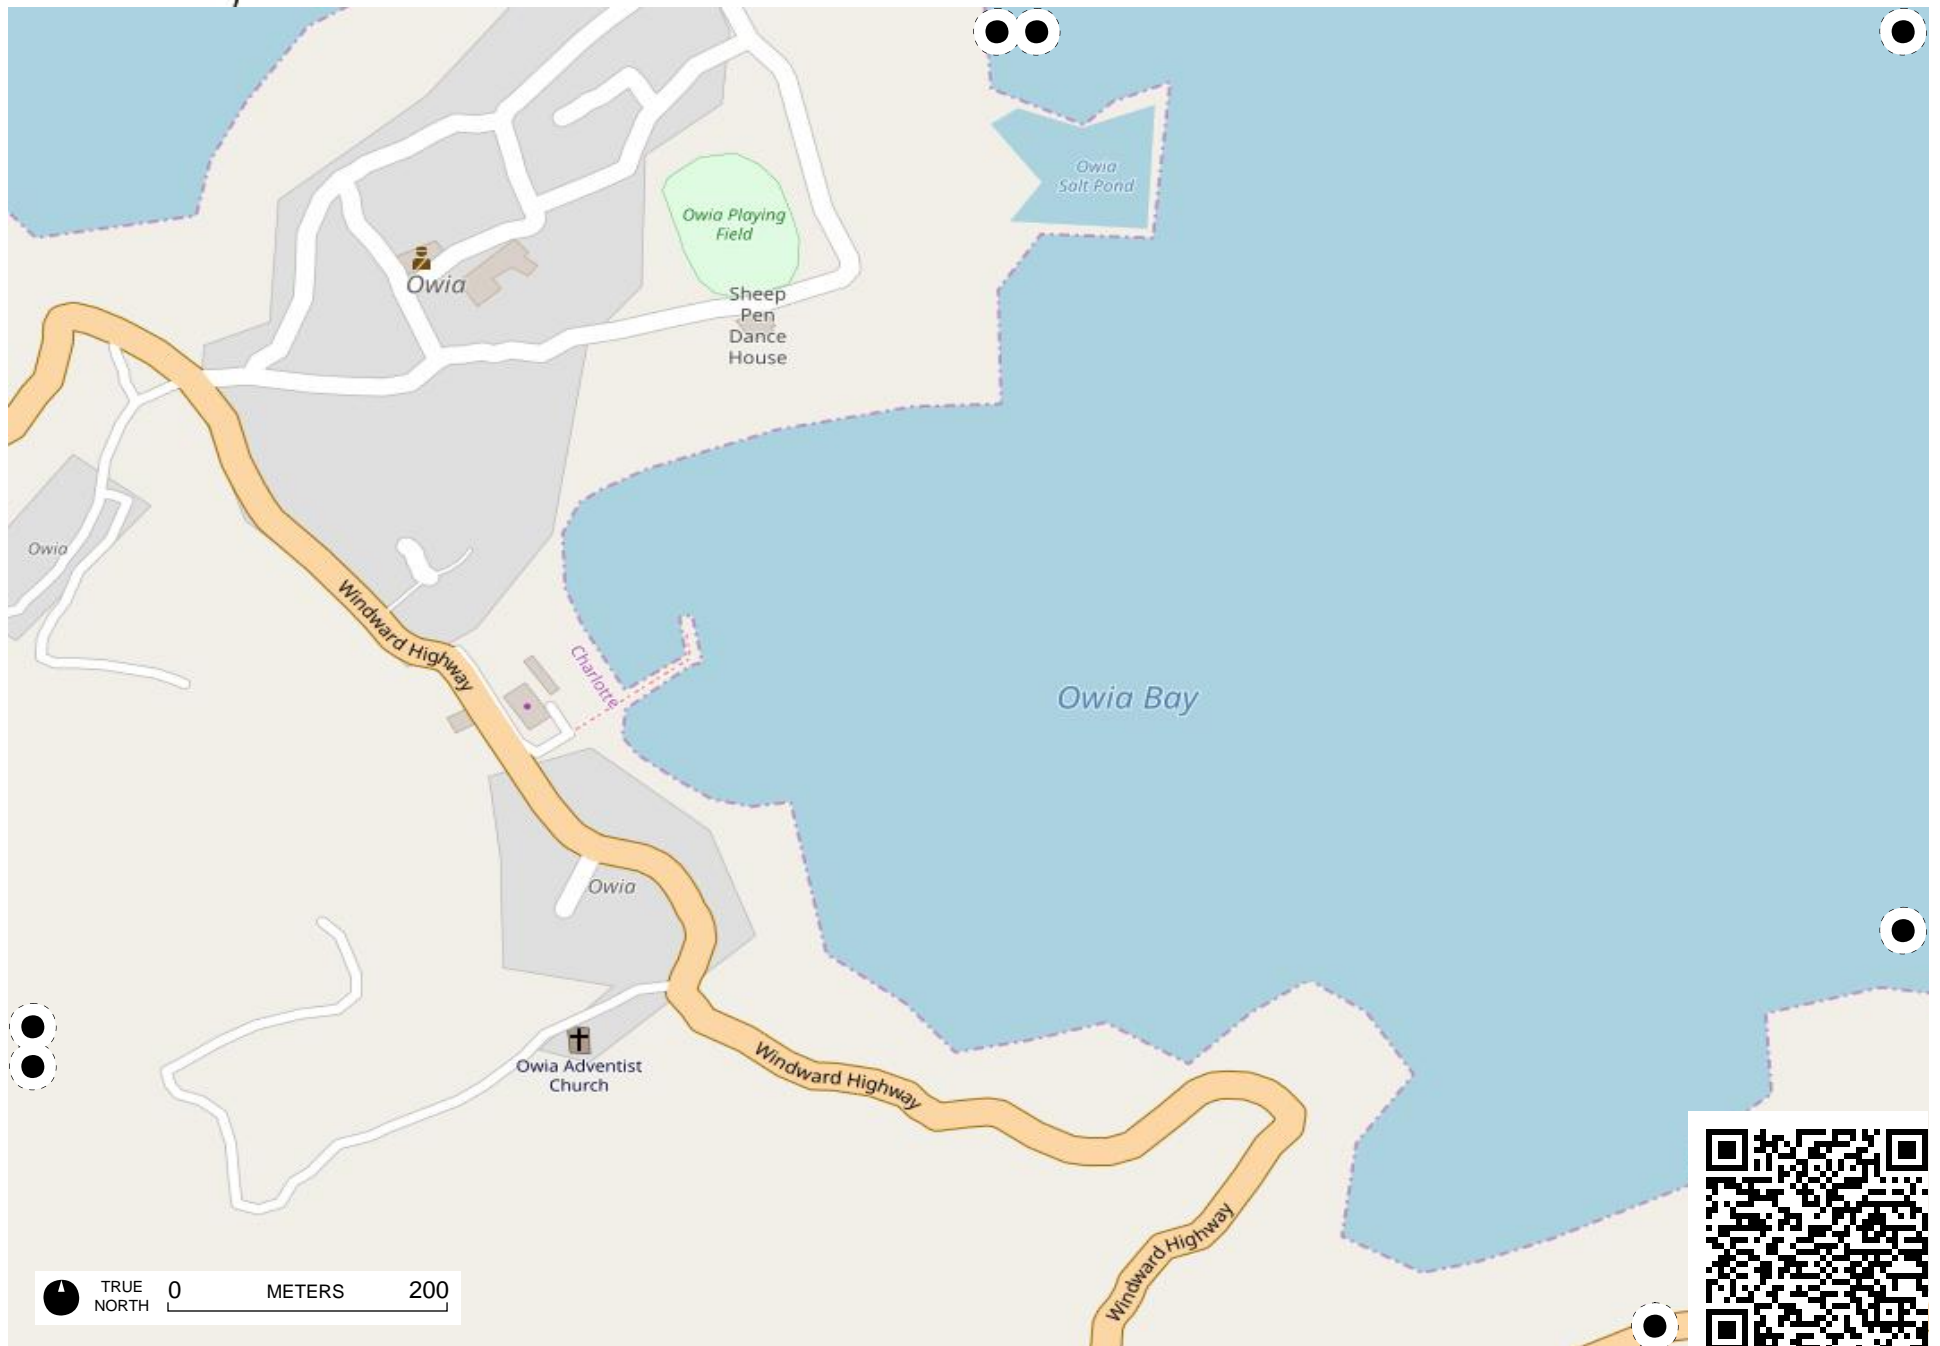 Owia
Salt Pond
Owia Playing
Field
Owia
Sheep
Pen
Dance
House
Owia
Windward Highway
Charlotte
Owia Bay
Owia
Owia Adventist
Church
Windward Highway
Windward Highway
TRUE
NORTH
0 METERS 200